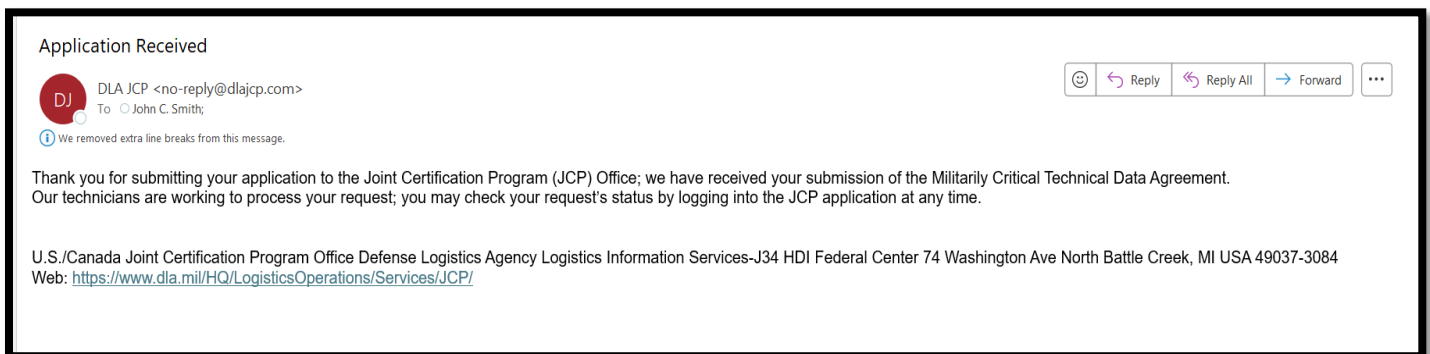 Application Received
DJ
DLA JCP <no-reply@dlajcp.com>
To John C. Smith;
Reply
Reply All
Forward
We removed extra line breaks from this message.
Thank you for submitting your application to the Joint Certification Program (JCP) Office; we have received your submission of the Militarily Critical Technical Data Agreement.
Our technicians are working to process your request; you may check your request's status by logging into the JCP application at any time.
U.S./Canada Joint Certification Program Office Defense Logistics Agency Logistics Information Services-J34 HDI Federal Center 74 Washington Ave North Battle Creek, MI USA 49037-3084
Web: https://www.dla.mil/HQ/LogisticsOperations/Services/JCP/